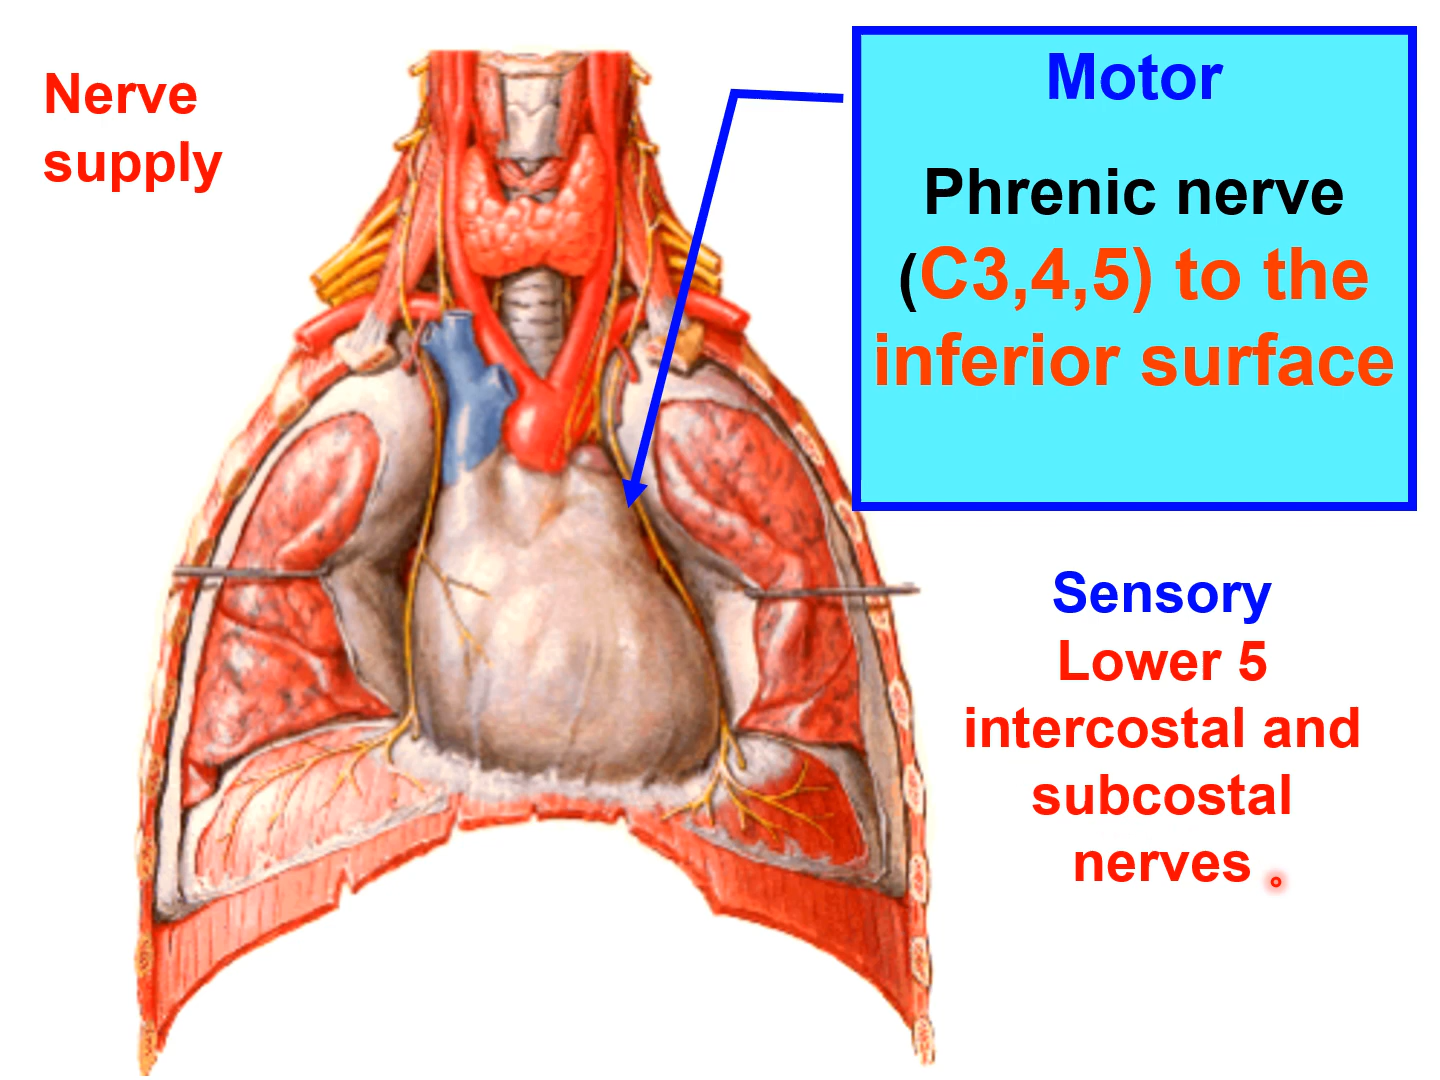 Nerve
supply
Motor
Phrenic nerve
(C3,4,5) to the
inferior surface
Sensory
Lower 5
intercostal and
subcostal
nerves